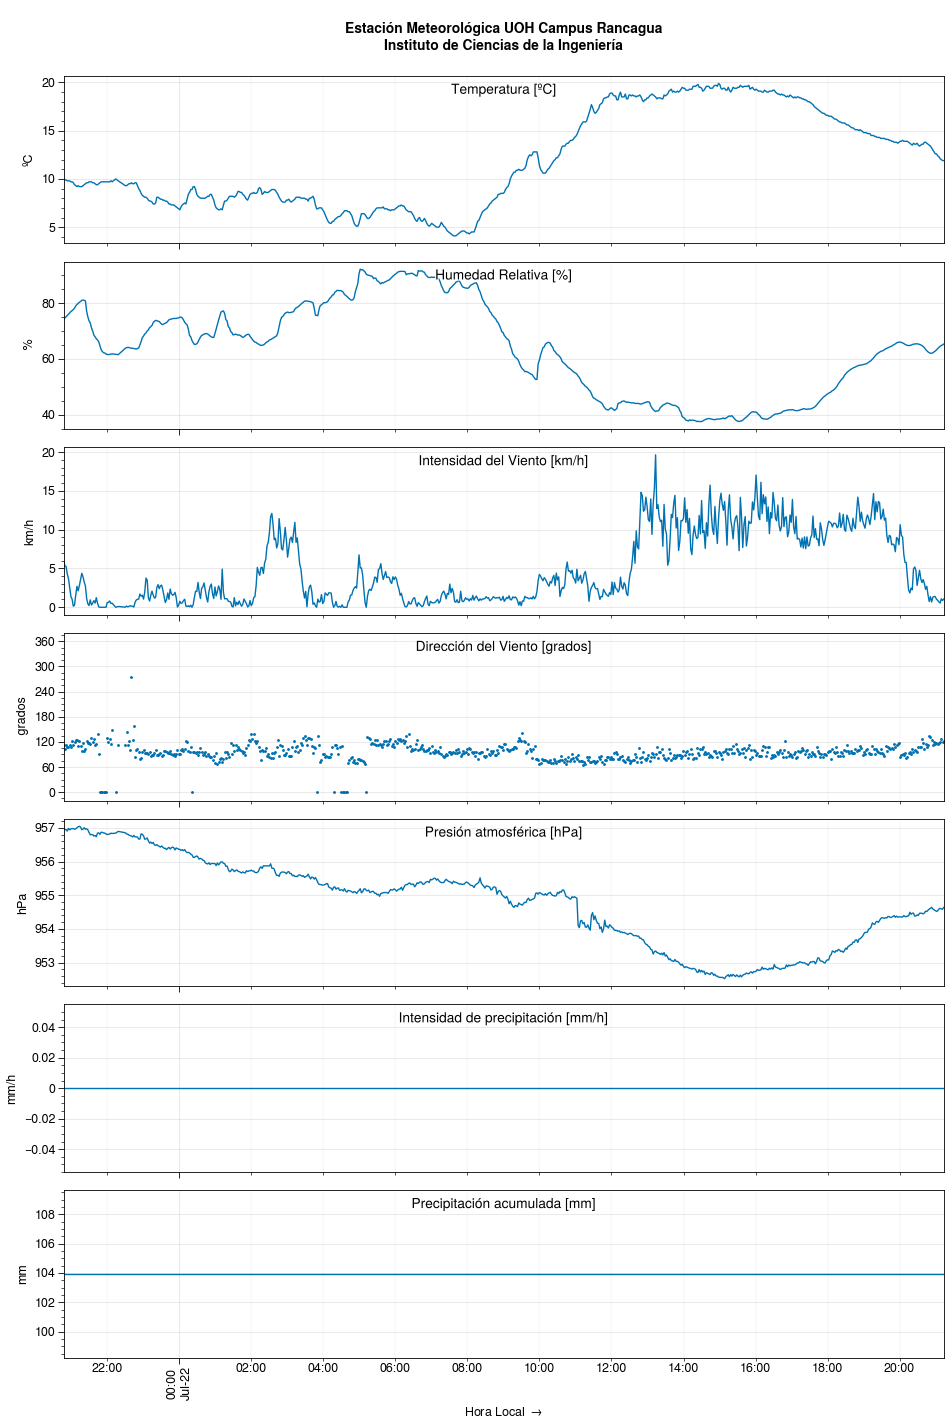 Estación Meteorológica UOH Campus Rancagua
Instituto de Ciencias de la Ingeniería
Temperatura [ºC]
ºC
20
15
10
5
Humedad Relativa [%]
%
80
60
40
Intensidad del Viento [km/h]
km/h
20
15
10
5
0
Dirección del Viento [grados]
grados
360
300
240
180
120
60
0
Presión atmosférica [hPa]
hPa
957
956
955
954
953
Intensidad de precipitación [mm/h]
mm/h
0.04
0.02
0
−0.02
−0.04
Precipitación acumulada [mm]
mm
108
106
104
102
100
22:00
00:00
Jul-22
02:00
04:00
06:00
08:00
10:00
12:00
14:00
16:00
18:00
20:00
Hora Local →